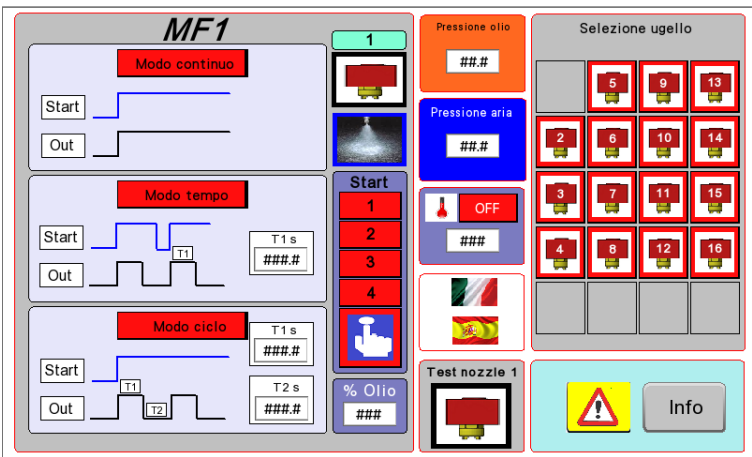 MF1
Modo continuo
Start
Out
Modo tempo
Start
T1
Out
T1 s
###.#
Modo ciclo
Start
T1
Out
T2
T1 s
###.#
T2 s
###.#
1
Start
1
2
3
4
% Olio
###
Pressione olio
##.#
Pressione aria
##.#
OFF
###
Test nozzle 1
Selezione ugello
5
9
13
2
6
10
14
3
7
11
15
4
8
12
16
Info